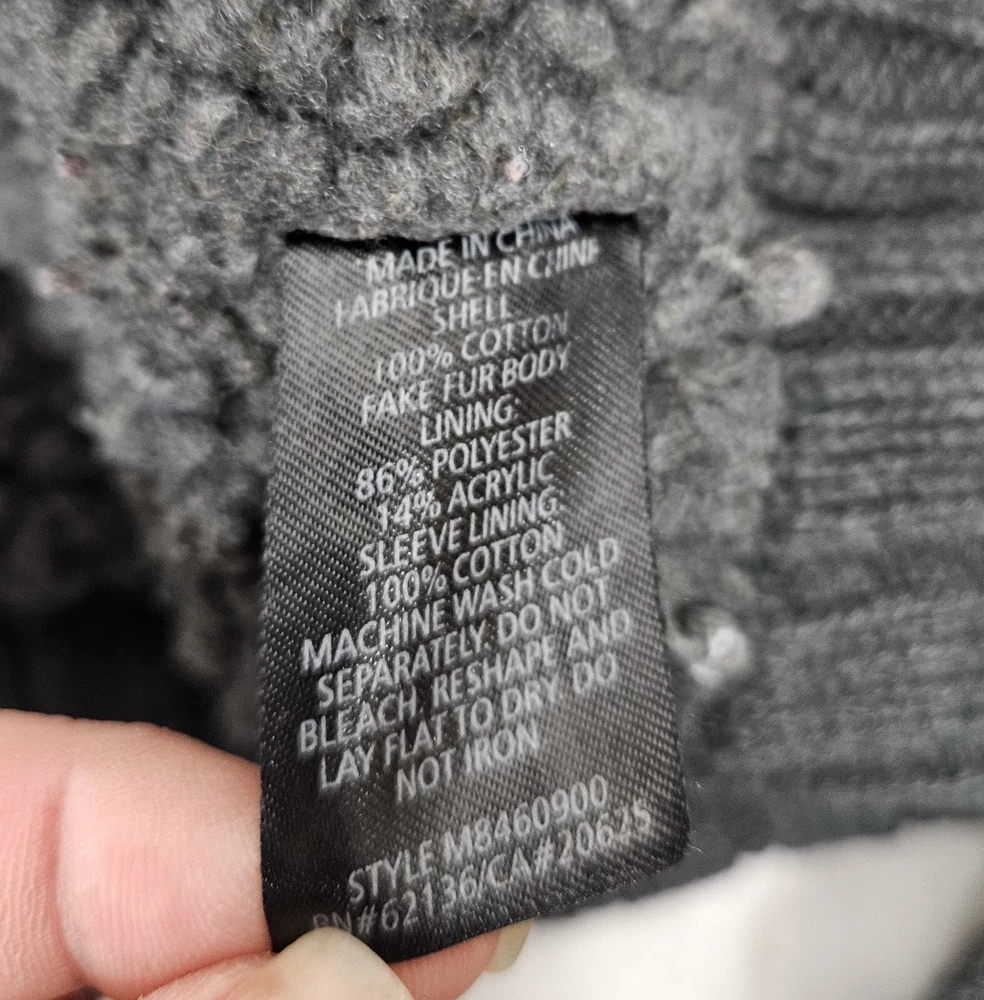 MADE IN CHINA
FABRIQUE EN CHINE
SHELL
100% COTTON
FAKE FUR BODY
LINING:
86% POLYESTER
14% ACRYLIC
SLEEVE LINING:
100% COTTON
MACHINE WASH COLD
SEPARATELY. DO NOT
BLEACH, RESHAPE AND
LAY FLAT TO DRY. DO
NOT IRON
STYLE M8460900
RN#62136/CA#20625